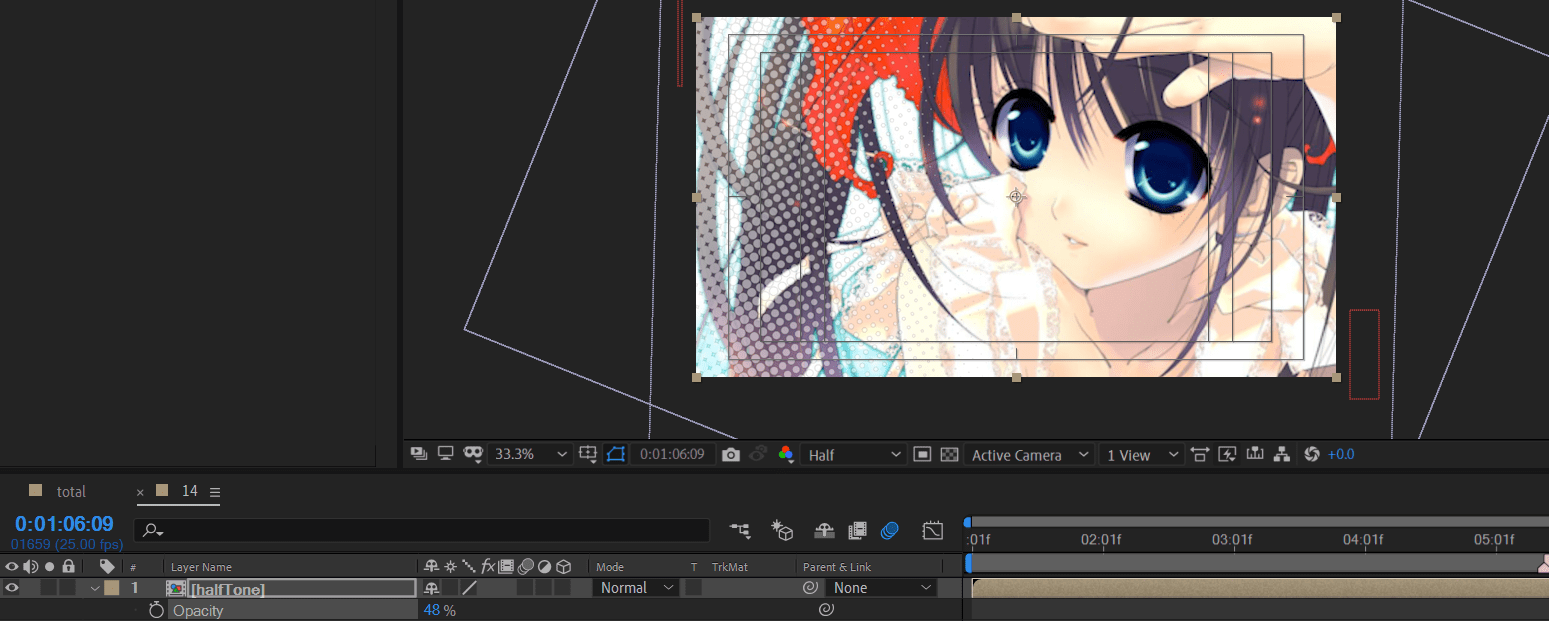 33.3%
0:01:06:09
Half
Active Camera
1 View
+0.0
total
× 14
0:01:06:09
01659 (25.00 fps)
:01f 02:01f 03:01f 04:01f 05:01f
# Layer Name fx Mode T TrkMat Parent & Link
1 [halfTone] Normal None
Opacity 48 %